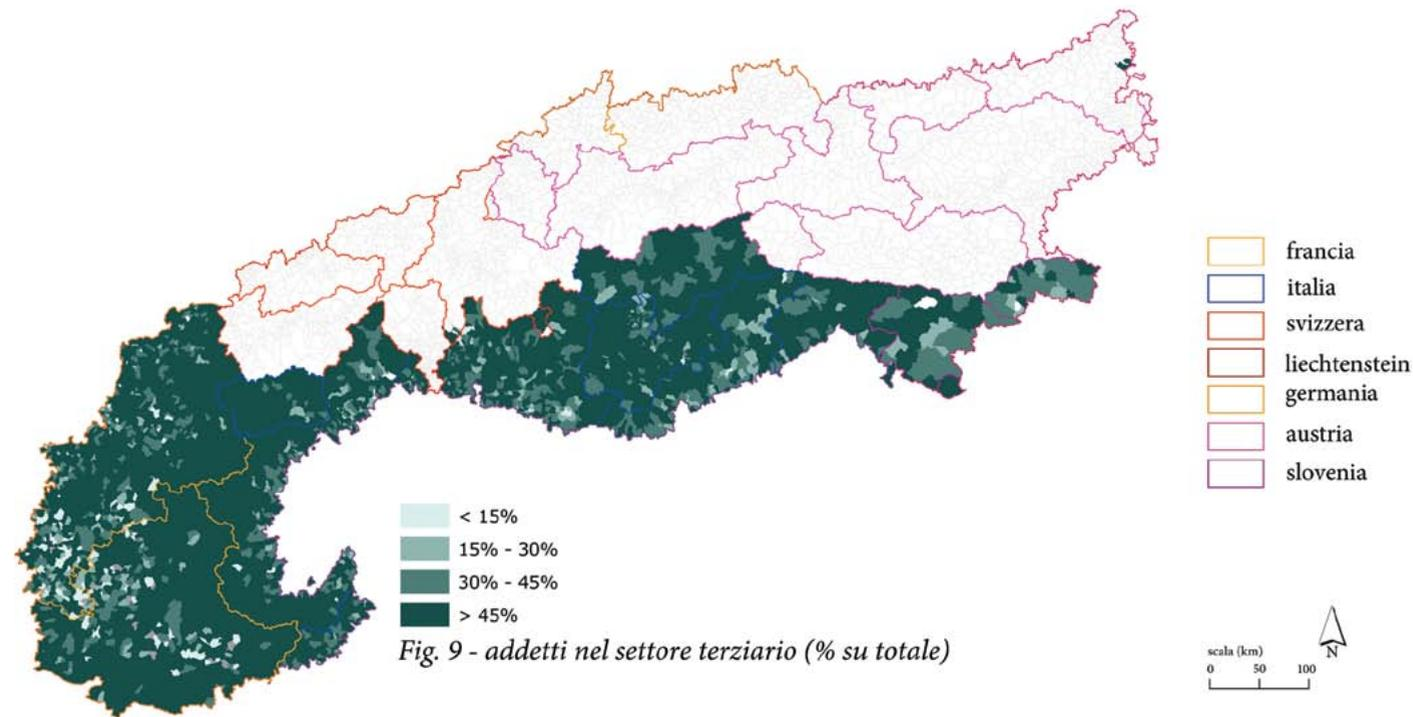 francia
italia
svizzera
liechtenstein
germania
austria
slovenia
< 15%
15% - 30%
30% - 45%
> 45%
Fig. 9 - addetti nel settore terziario (% su totale)
scala (km)
0 50 100
N